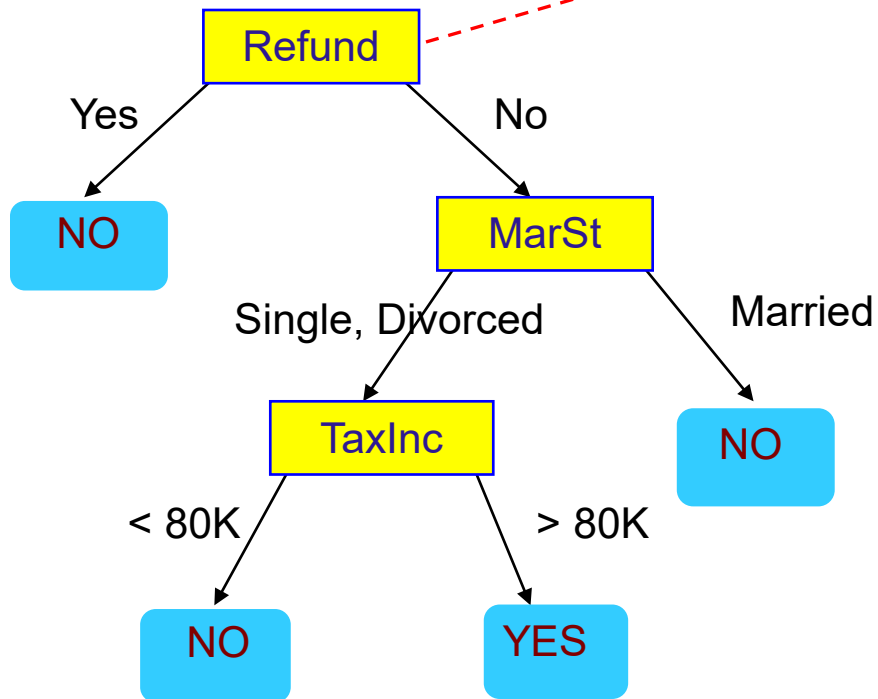 Refund
Yes
No
NO
MarSt
Single, Divorced
Married
TaxInc
NO
< 80K
> 80K
NO
YES